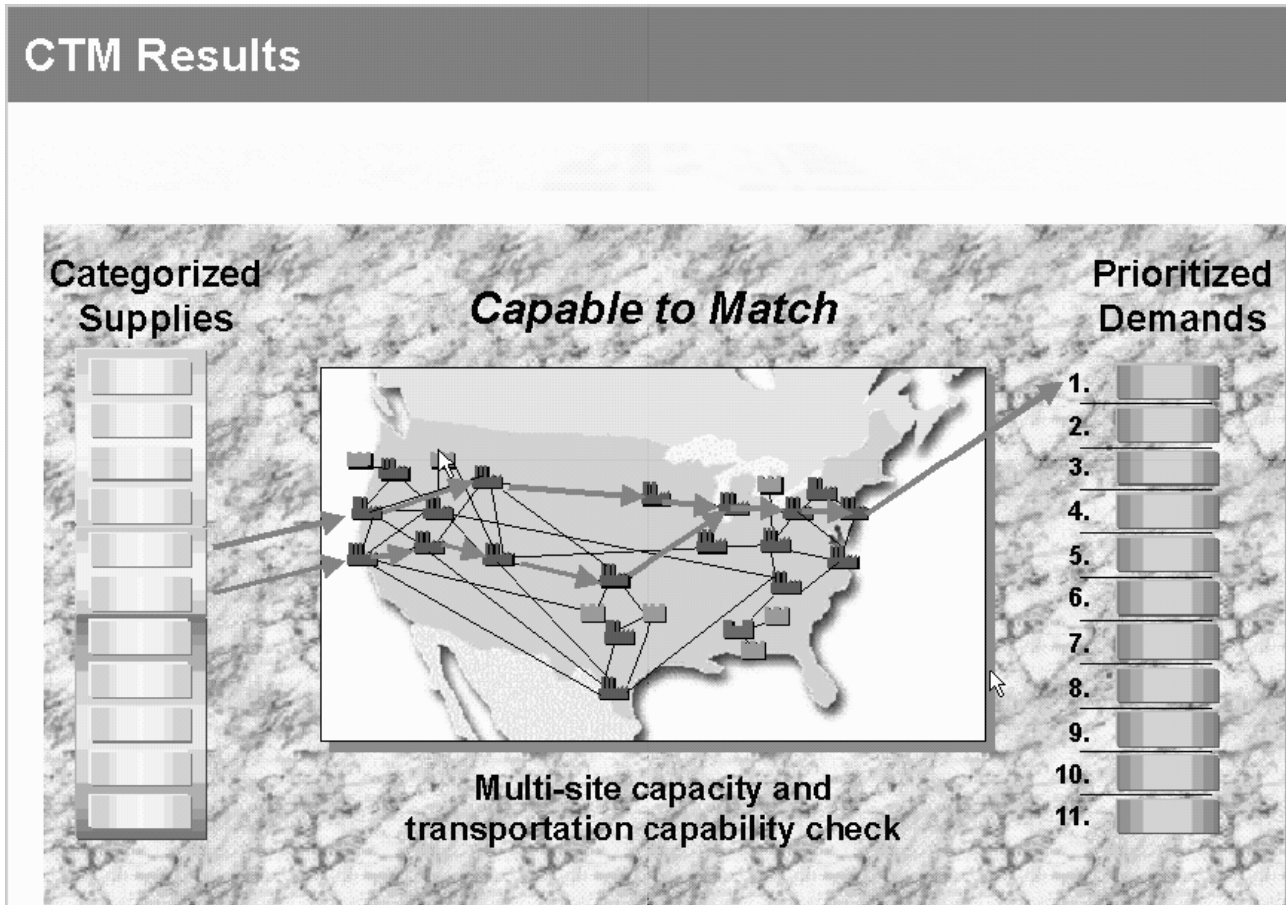 CTM Results
Categorized
Supplies
Capable to Match
Prioritized
Demands
1.
2.
3.
4.
5.
6.
7.
8.
9.
10.
11.
Multi-site capacity and
transportation capability check